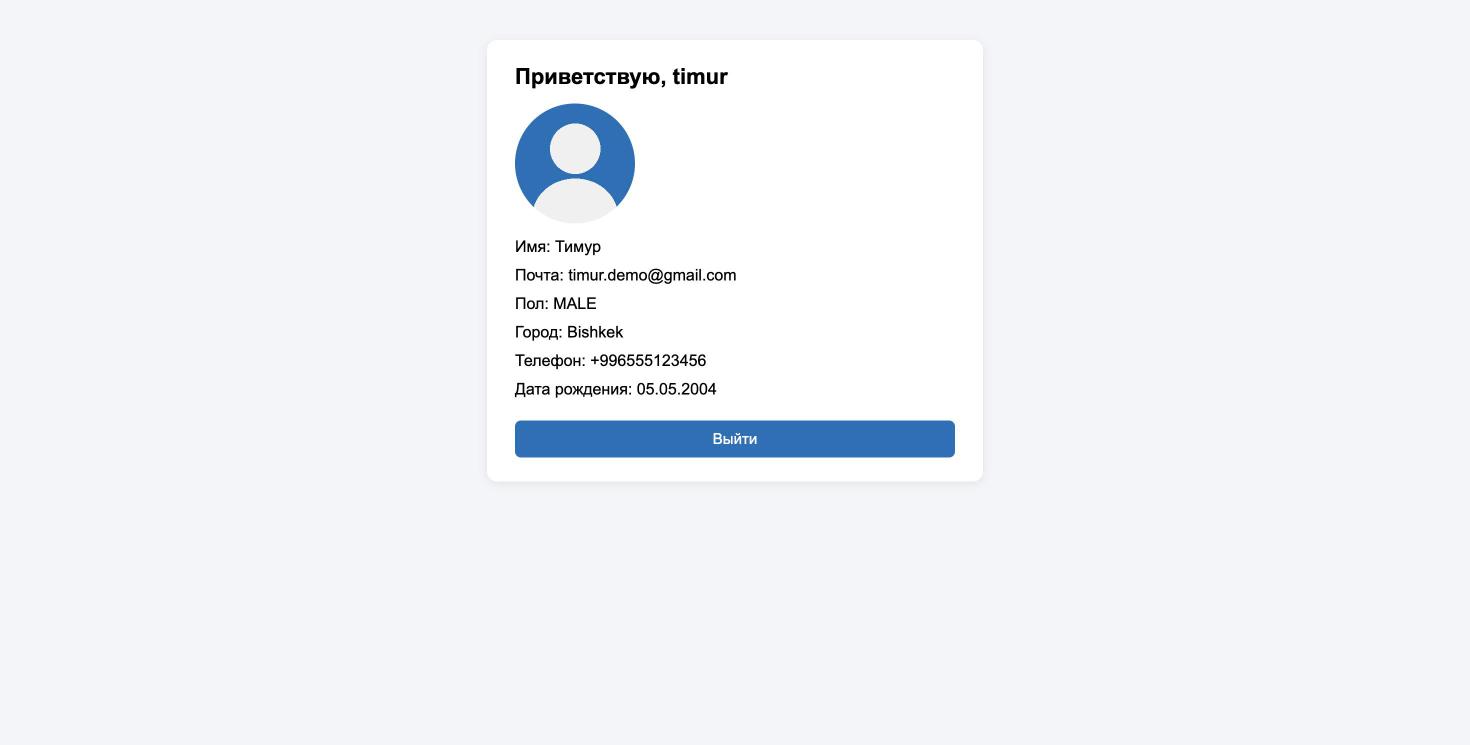 Приветствую, timur
Имя: Тимур
Почта: timur.demo@gmail.com
Пол: MALE
Город: Bishkek
Телефон: +996555123456
Дата рождения: 05.05.2004
Выйти